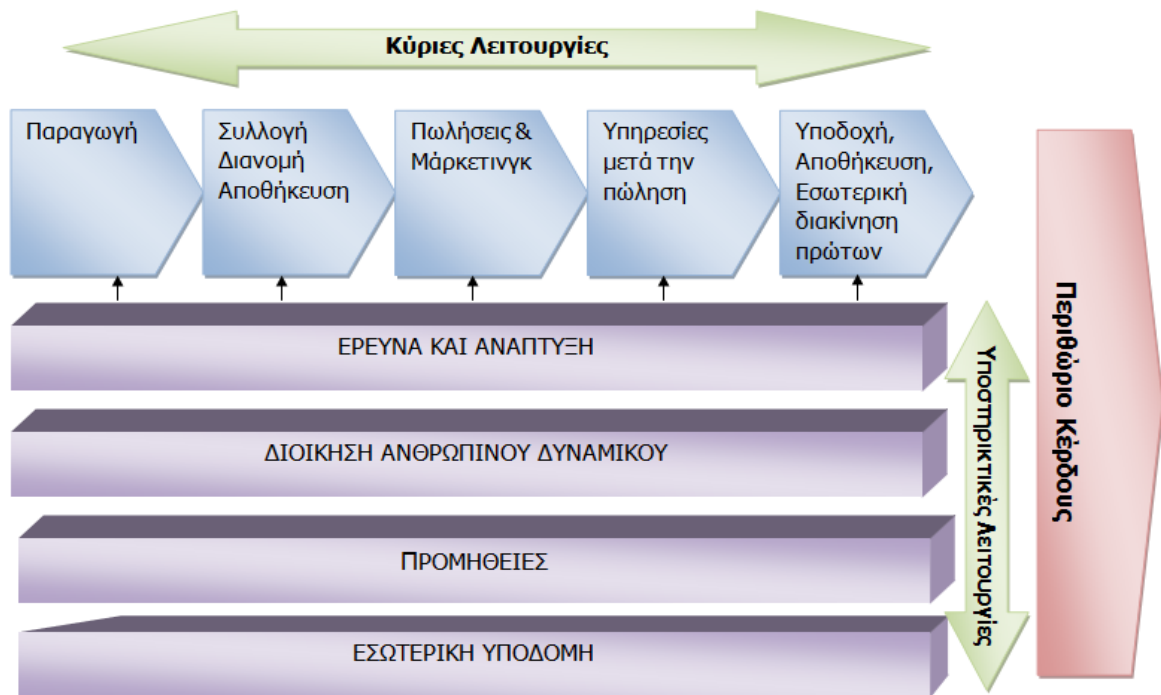 Κύριες Λειτουργίες
Παραγωγή
Συλλογή
Διανομή
Αποθήκευση
Πωλήσεις &
Μάρκετινγκ
Υπηρεσίες
μετά την
πώληση
Υποδοχή,
Αποθήκευση,
Εσωτερική
διακίνηση
πρώτων
ΕΡΕΥΝΑ ΚΑΙ ΑΝΑΠΤΥΞΗ
ΔΙΟΙΚΗΣΗ ΑΝΘΡΩΠΙΝΟΥ ΔΥΝΑΜΙΚΟΥ
ΠΡΟΜΗΘΕΙΕΣ
ΕΣΩΤΕΡΙΚΗ ΥΠΟΔΟΜΗ
Υποστηρικτικές Λειτουργίες
Περιθώριο Κέρδους